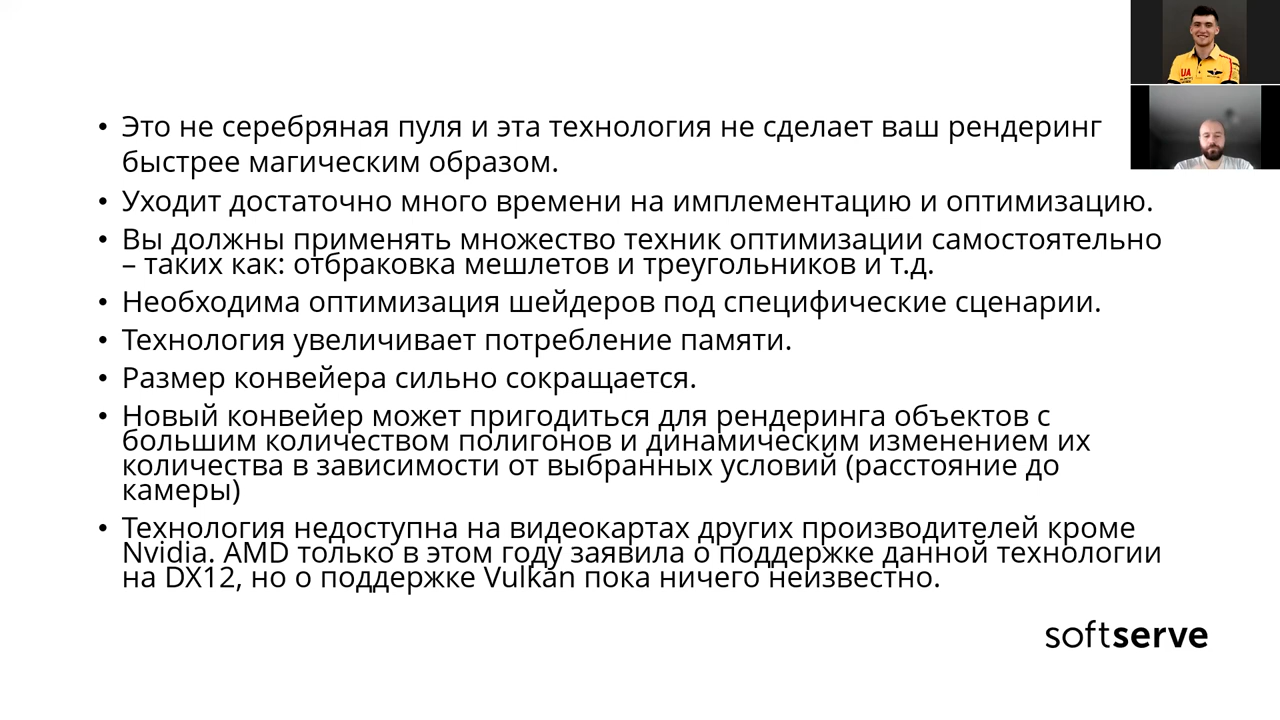 • Это не серебряная пуля и эта технология не сделает ваш рендеринг
быстрее магическим образом.
• Уходит достаточно много времени на имплементацию и оптимизацию.
• Вы должны применять множество техник оптимизации самостоятельно
– таких как: отбраковка мешлетов и треугольников и т.д.
• Необходима оптимизация шейдеров под специфические сценарии.
• Технология увеличивает потребление памяти.
• Размер конвейера сильно сокращается.
• Новый конвейер может пригодиться для рендеринга объектов с
большим количеством полигонов и динамическим изменением их
количества в зависимости от выбранных условий (расстояние до
камеры)
• Технология недоступна на видеокартах других производителей кроме
Nvidia. AMD только в этом году заявила о поддержке данной технологии
на DX12, но о поддержке Vulkan пока ничего неизвестно.
softserve
UA